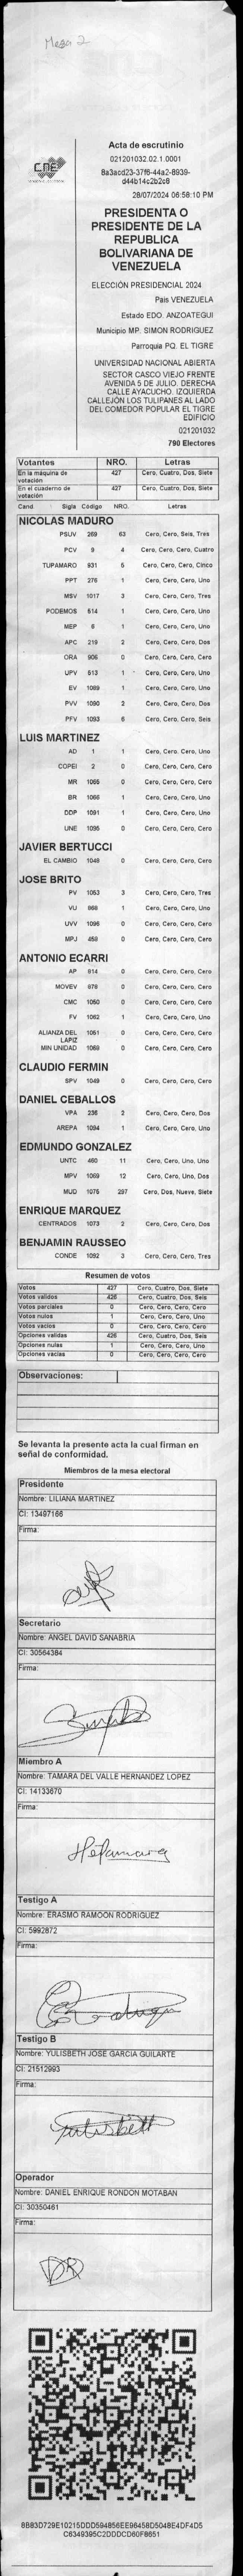 Mesa 2
CNE
Acta de escrutinio
021201032.02.1.0001
8a3acd23-37f6-44a2-8939-
d44b14c2b2c8
28/07/2024 06:56:10 PM
PRESIDENTA O
PRESIDENTE DE LA
REPUBLICA
BOLIVARIANA DE
VENEZUELA
ELECCIÓN PRESIDENCIAL 2024
Pais VENEZUELA
Estado EDO. ANZOATEGUI
Municipio MP. SIMON RODRIGUEZ
Parroquia PQ. EL TIGRE
UNIVERSIDAD NACIONAL ABIERTA
SECTOR CASCO VIEJO FRENTE
AVENIDA 5 DE JULIO. DERECHA
CALLE AYACUCHO. IZQUIERDA
CALLEJÓN LOS TULIPANES AL LADO
DEL COMEDOR POPULAR EL TIGRE
EDIFICIO
021201032
790 Electores
Votantes NRO. Letras
En la máquina de votación 427 Cero, Cuatro, Dos, Siete
En el cuaderno de votación 427 Cero, Cuatro, Dos, Siete
Cand Sigla Código NRO. Letras
NICOLAS MADURO
PSUV 269 63 Cero, Cero, Seis, Tres
PCV 9 4 Cero, Cero, Cero, Cuatro
TUPAMARO 931 5 Cero, Cero, Cero, Cinco
PPT 276 1 Cero, Cero, Cero, Uno
MSV 1017 3 Cero, Cero, Cero, Tres
PODEMOS 514 1 Cero, Cero, Cero, Uno
MEP 6 1 Cero, Cero, Cero, Uno
APC 219 2 Cero, Cero, Cero, Dos
ORA 906 0 Cero, Cero, Cero, Cero
UPV 513 1 Cero, Cero, Cero, Uno
EV 1089 1 Cero, Cero, Cero, Uno
PVV 1090 2 Cero, Cero, Cero, Dos
PFV 1093 6 Cero, Cero, Cero, Seis
LUIS MARTINEZ
AD 1 1 Cero, Cero, Cero, Uno
COPEI 2 0 Cero, Cero, Cero, Cero
MR 1065 0 Cero, Cero, Cero, Cero
BR 1066 1 Cero, Cero, Cero, Uno
DDP 1091 1 Cero, Cero, Cero, Uno
UNE 1095 0 Cero, Cero, Cero, Cero
JAVIER BERTUCCI
EL CAMBIO 1048 0 Cero, Cero, Cero, Cero
JOSE BRITO
PV 1053 3 Cero, Cero, Cero, Tres
VU 868 1 Cero, Cero, Cero, Uno
UVV 1096 0 Cero, Cero, Cero, Cero
MPJ 459 0 Cero, Cero, Cero, Cero
ANTONIO ECARRI
AP 914 0 Cero, Cero, Cero, Cero
MOVEV 978 0 Cero, Cero, Cero, Cero
CMC 1050 0 Cero, Cero, Cero, Cero
FV 1062 1 Cero, Cero, Cero, Uno
ALIANZA DEL LAPIZ 1051 0 Cero, Cero, Cero, Cero
MIN UNIDAD 1069 0 Cero, Cero, Cero, Cero
CLAUDIO FERMIN
SPV 1049 0 Cero, Cero, Cero, Cero
DANIEL CEBALLOS
VPA 236 2 Cero, Cero, Cero, Dos
AREPA 1094 1 Cero, Cero, Cero, Uno
EDMUNDO GONZALEZ
UNTC 460 11 Cero, Cero, Uno, Uno
MPV 1059 12 Cero, Cero, Uno, Dos
MUD 1075 297 Cero, Dos, Nueve, Siete
ENRIQUE MARQUEZ
CENTRADOS 1073 2 Cero, Cero, Cero, Dos
BENJAMIN RAUSSEO
CONDE 1092 3 Cero, Cero, Cero, Tres
Resumen de votos
Votos 427 Cero, Cuatro, Dos, Siete
Votos validos 426 Cero, Cuatro, Dos, Seis
Votos parciales 0 Cero, Cero, Cero, Cero
Votos nulos 1 Cero, Cero, Cero, Uno
Votos vacios 0 Cero, Cero, Cero, Cero
Opciones validas 426 Cero, Cuatro, Dos, Seis
Opciones nulas 1 Cero, Cero, Cero, Uno
Opciones vacias 0 Cero, Cero, Cero, Cero
Observaciones:
Se levanta la presente acta la cual firman en
señal de conformidad.
Miembros de la mesa electoral
Presidente
Nombre: LILIANA MARTINEZ
CI: 13497166
Firma:
Secretario
Nombre: ANGEL DAVID SANABRIA
CI: 30564384
Firma:
Miembro A
Nombre: TAMARA DEL VALLE HERNANDEZ LOPEZ
CI: 14133670
Firma:
Testigo A
Nombre: ERASMO RAMOON RODRIGUEZ
CI: 5992872
Firma:
Testigo B
Nombre: YULISBETH JOSE GARCIA GUILARTE
CI: 21512993
Firma:
Yulisbeth
Operador
Nombre: DANIEL ENRIQUE RONDON MOTABAN
CI: 30350461
Firma:
DR
8B83D729E10215DDD594856EE96458D5048E4DF4D5
C6349395C2DDDCD60F8651